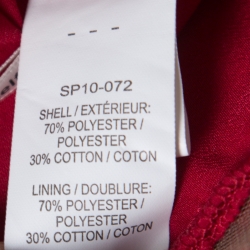 - - -
SP10-072
SHELL / EXTÉRIEUR:
70% POLYESTER /
POLYESTER
30% COTTON / COTON
LINING / DOUBLURE:
70% POLYESTER /
POLYESTER
30% COTTON / COTON